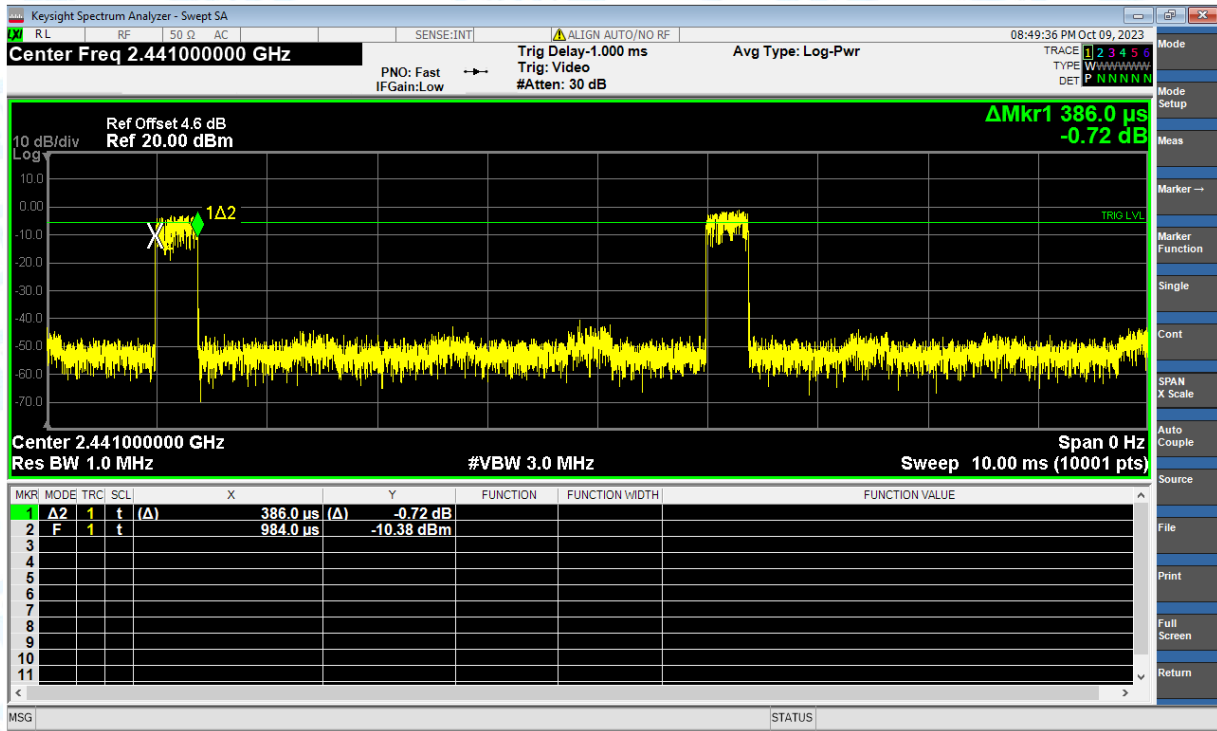 Keysight Spectrum Analyzer - Swept SA
LXI RL RF 50 Ω AC SENSE:INT ALIGN AUTO/NO RF 08:49:36 PM Oct 09, 2023
Center Freq 2.441000000 GHz
PNO: Fast
IFGain:Low
Trig Delay-1.000 ms
Trig: Video
#Atten: 30 dB
Avg Type: Log-Pwr
TRACE 1 2 3 4 5 6
TYPE WWWWWW
DET P N N N N N
ΔMkr1 386.0 µs
-0.72 dB
Ref Offset 4.6 dB
10 dB/div Ref 20.00 dBm
Log
10.0
0.00
-10.0
-20.0
-30.0
-40.0
-50.0
-60.0
-70.0
1Δ2
TRIG LVL
Center 2.441000000 GHz Span 0 Hz
Res BW 1.0 MHz #VBW 3.0 MHz Sweep 10.00 ms (10001 pts)
MKR MODE TRC SCL X Y FUNCTION FUNCTION WIDTH FUNCTION VALUE
1 Δ2 1 t (Δ) 386.0 µs (Δ) -0.72 dB
2 F 1 t 984.0 µs -10.38 dBm
3
4
5
6
7
8
9
10
11
MSG STATUS
Mode
Mode
Setup
Meas
Marker →
Marker
Function
Single
Cont
SPAN
X Scale
Auto
Couple
Source
File
Print
Full
Screen
Return